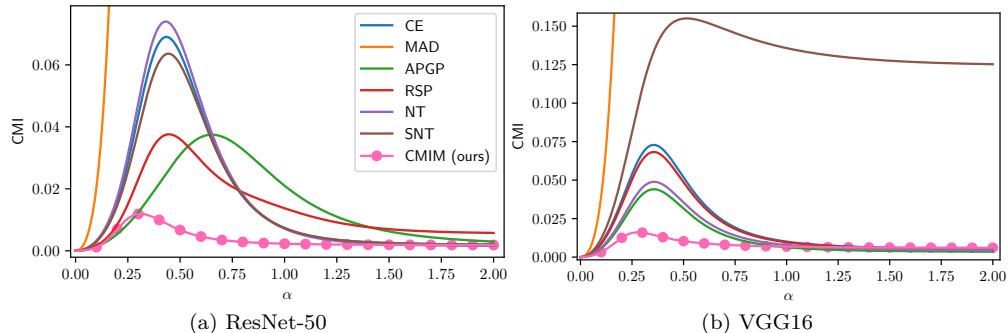 0.06
0.04
0.02
0.00
CMI
0.00 0.25 0.50 0.75 1.00 1.25 1.50 1.75 2.00
α
CE
MAD
APGP
RSP
NT
SNT
CMIM (ours)
(a) ResNet-50
0.150
0.125
0.100
0.075
0.050
0.025
0.000
CMI
0.00 0.25 0.50 0.75 1.00 1.25 1.50 1.75 2.00
α
(b) VGG16